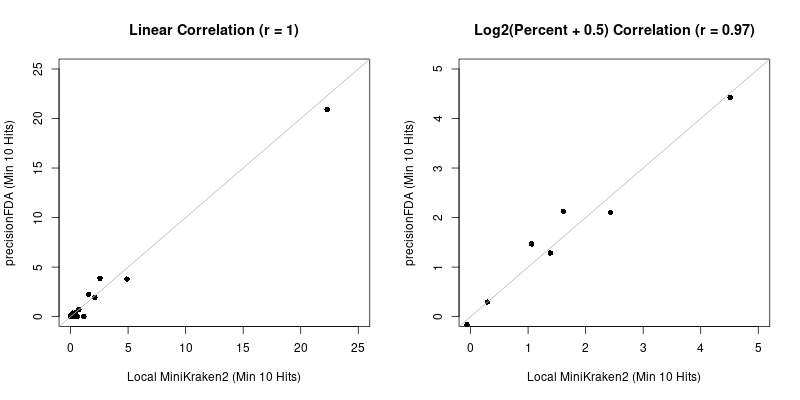 Linear Correlation (r = 1)
precisionFDA (Min 10 Hits)
25
20
15
10
5
0
0 5 10 15 20 25
Local MiniKraken2 (Min 10 Hits)
Log2(Percent + 0.5) Correlation (r = 0.97)
precisionFDA (Min 10 Hits)
5
4
3
2
1
0
0 1 2 3 4 5
Local MiniKraken2 (Min 10 Hits)